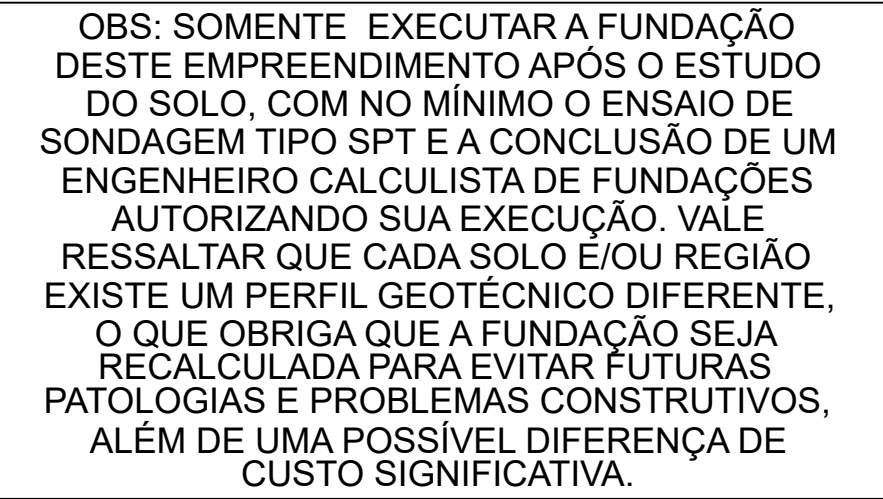 OBS: SOMENTE EXECUTAR A FUNDAÇÃO
DESTE EMPREENDIMENTO APÓS O ESTUDO
DO SOLO, COM NO MÍNIMO O ENSAIO DE
SONDAGEM TIPO SPT E A CONCLUSÃO DE UM
ENGENHEIRO CALCULISTA DE FUNDAÇÕES
AUTORIZANDO SUA EXECUÇÃO. VALE
RESSALTAR QUE CADA SOLO E/OU REGIÃO
EXISTE UM PERFIL GEOTÉCNICO DIFERENTE,
O QUE OBRIGA QUE A FUNDAÇÃO SEJA
RECALCULADA PARA EVITAR FUTURAS
PATOLOGIAS E PROBLEMAS CONSTRUTIVOS,
ALÉM DE UMA POSSÍVEL DIFERENÇA DE
CUSTO SIGNIFICATIVA.